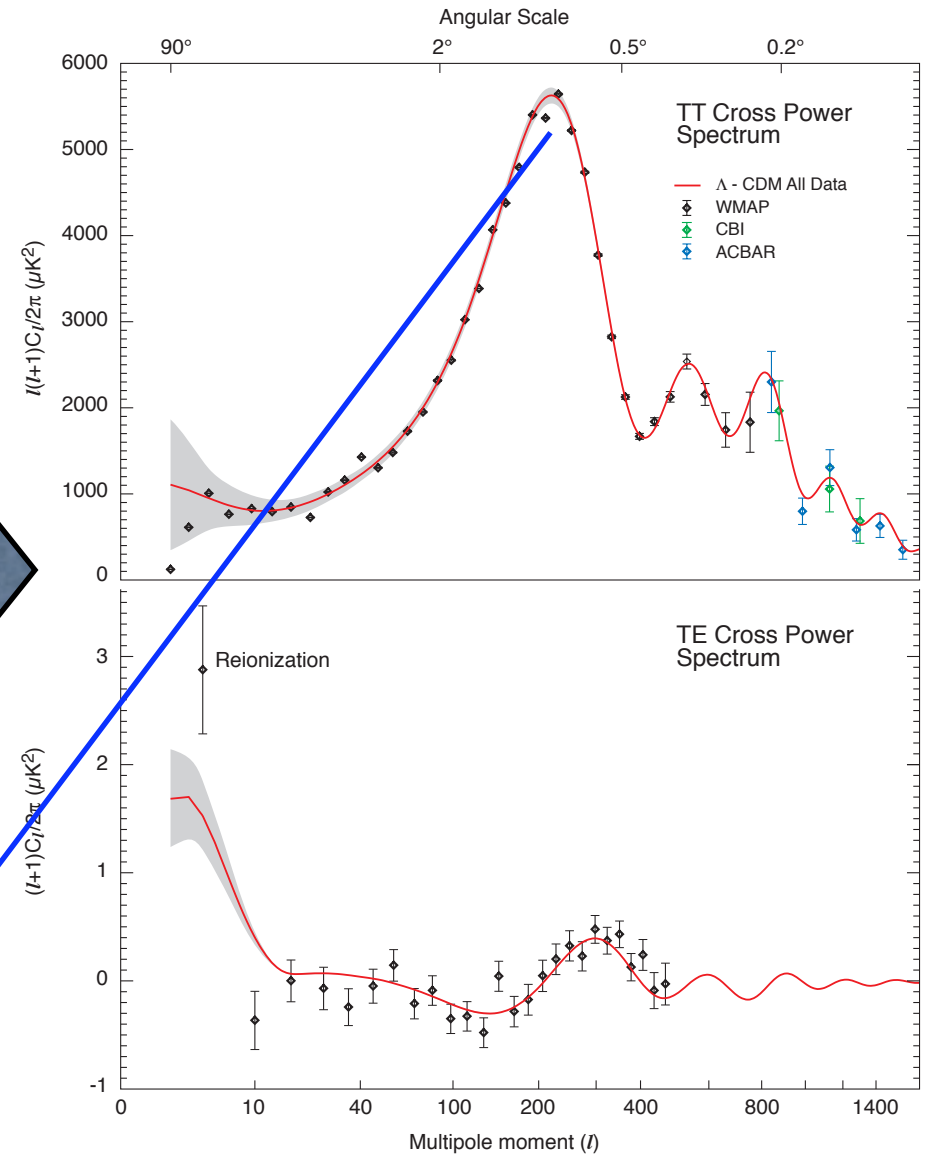 Angular Scale
90° 2° 0.5° 0.2°
6000
5000
4000
3000
2000
1000
0
l(l+1)Cl/2π (μK²)
TT Cross Power
Spectrum
Λ - CDM All Data
WMAP
CBI
ACBAR
3
2
1
0
-1
(l+1)Cl/2π (μK²)
Reionization
TE Cross Power
Spectrum
0 10 40 100 200 400 800 1400
Multipole moment (l)